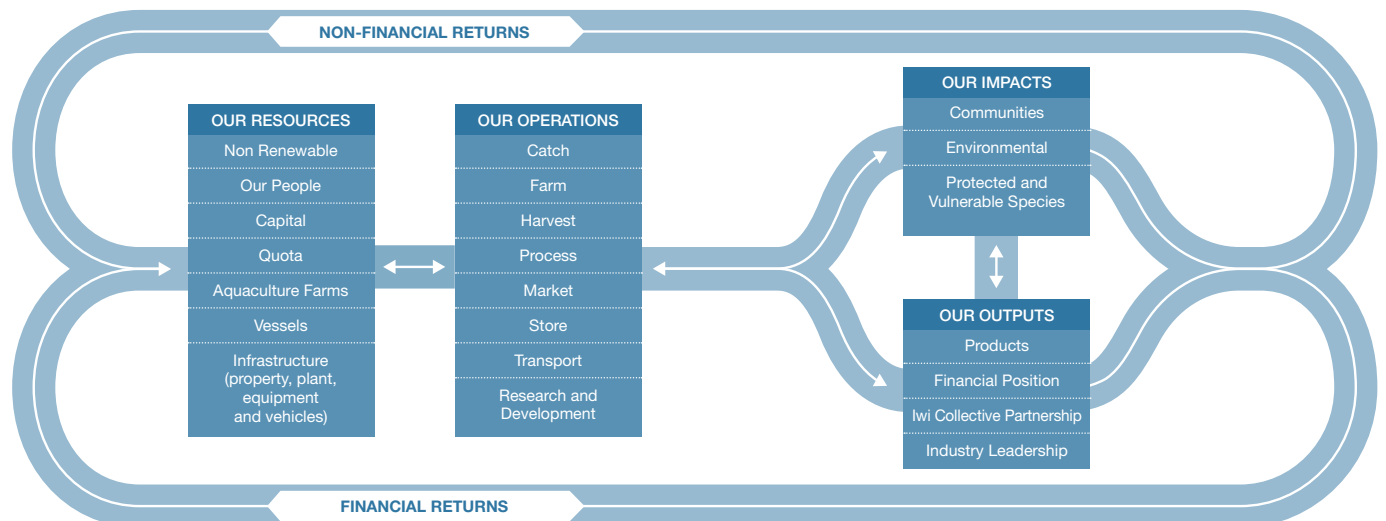 NON-FINANCIAL RETURNS
OUR RESOURCES
Non Renewable
Our People
Capital
Quota
Aquaculture Farms
Vessels
Infrastructure
(property, plant,
equipment
and vehicles)
OUR OPERATIONS
Catch
Farm
Harvest
Process
Market
Store
Transport
Research and
Development
OUR IMPACTS
Communities
Environmental
Protected and
Vulnerable Species
OUR OUTPUTS
Products
Financial Position
Iwi Collective Partnership
Industry Leadership
FINANCIAL RETURNS